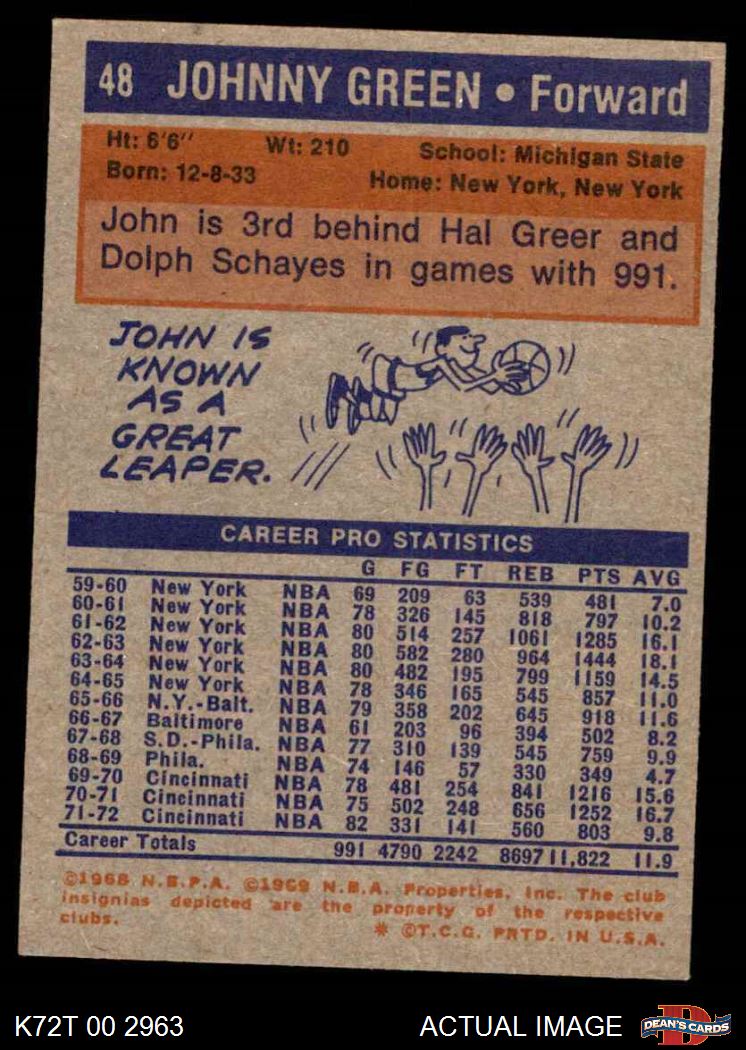 48 JOHNNY GREEN • Forward
Ht: 6'6" Wt: 210 School: Michigan State
Born: 12-8-33 Home: New York, New York
John is 3rd behind Hal Greer and
Dolph Schayes in games with 991.
JOHN IS
KNOWN
AS A
GREAT
LEAPER.
CAREER PRO STATISTICS
G FG FT REB PTS AVG
59-60 New York NBA 69 209 63 539 481 7.0
60-61 New York NBA 78 326 145 818 797 10.2
61-62 New York NBA 80 514 257 1061 1285 16.1
62-63 New York NBA 80 582 280 964 1444 18.1
63-64 New York NBA 80 482 195 799 1159 14.5
64-65 New York NBA 78 346 165 545 857 11.0
65-66 N.Y.-Balt. NBA 79 358 202 645 918 11.6
66-67 Baltimore NBA 61 203 96 394 502 8.2
67-68 S.D.-Phila. NBA 77 310 139 545 759 9.9
68-69 Phila. NBA 74 146 57 330 349 4.7
69-70 Cincinnati NBA 78 481 254 841 1216 15.6
70-71 Cincinnati NBA 75 502 248 656 1252 16.7
71-72 Cincinnati NBA 82 331 141 560 803 9.8
Career Totals 991 4790 2242 8697 11,822 11.9
©1968 N.B.P.A. ©1969 N.B.A. Properties, Inc. The club
insignias depicted are the property of the respective
clubs.
* ©T.C.G. PRTD. IN U.S.A.
K72T 00 2963 ACTUAL IMAGE D DEAN'S CARDS